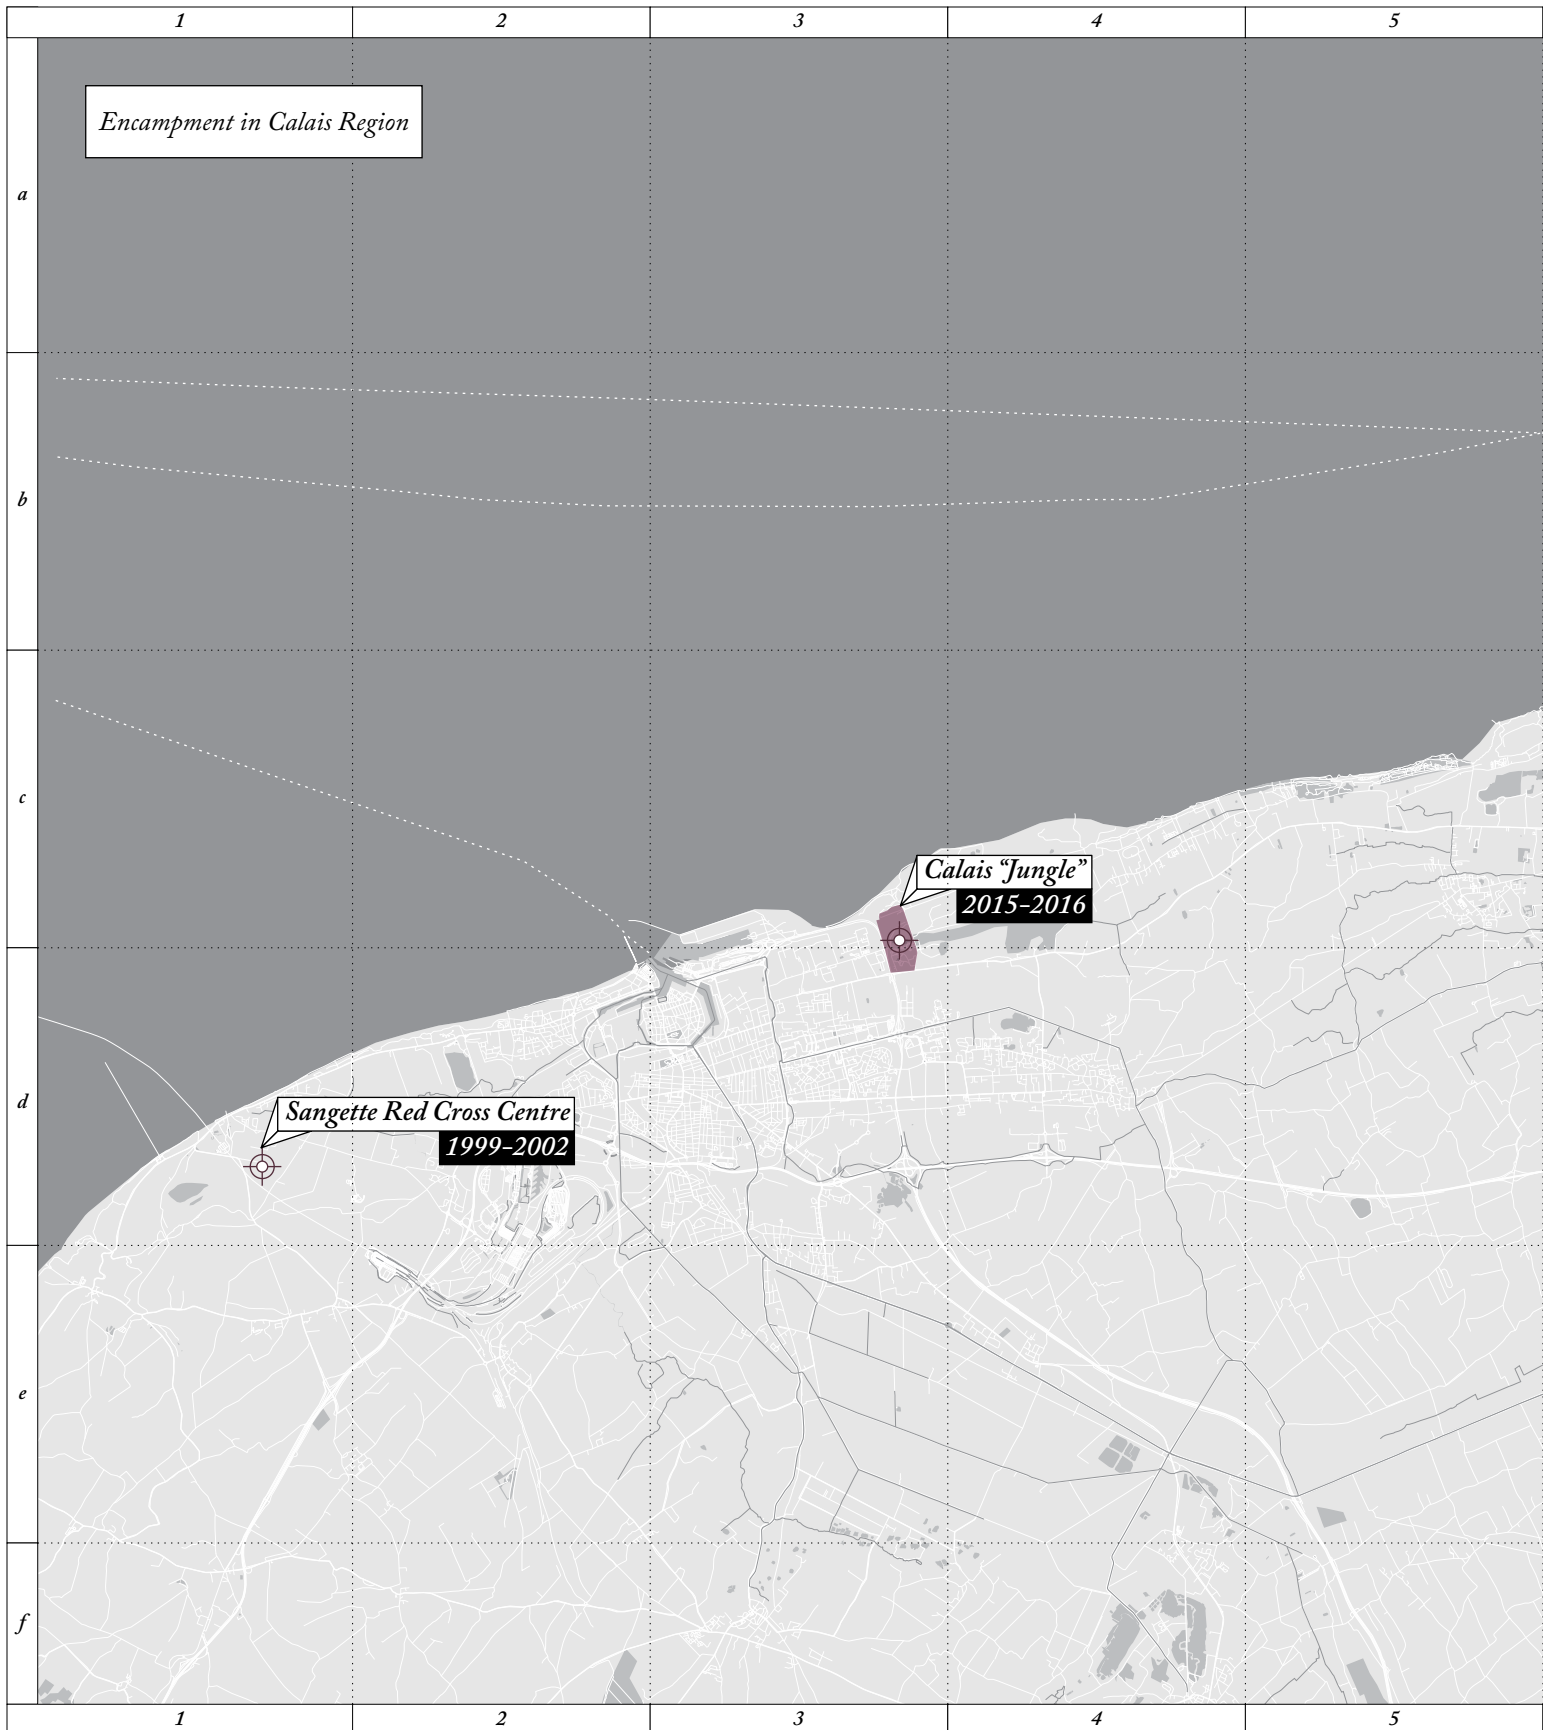 1 2 3 4 5
Encampment in Calais Region
a
b
c
Calais “Jungle”
2015-2016
d
Sangette Red Cross Centre
1999-2002
e
f
1 2 3 4 5